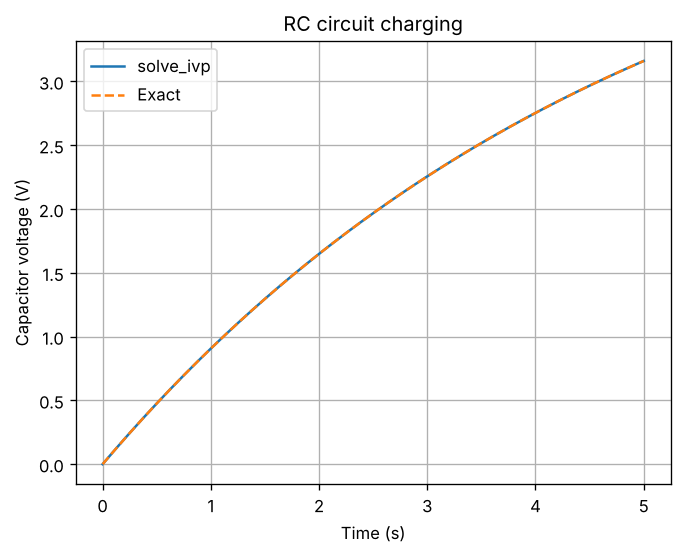 RC circuit charging
solve_ivp
Exact
Capacitor voltage (V)
3.0
2.5
2.0
1.5
1.0
0.5
0.0
0 1 2 3 4 5
Time (s)